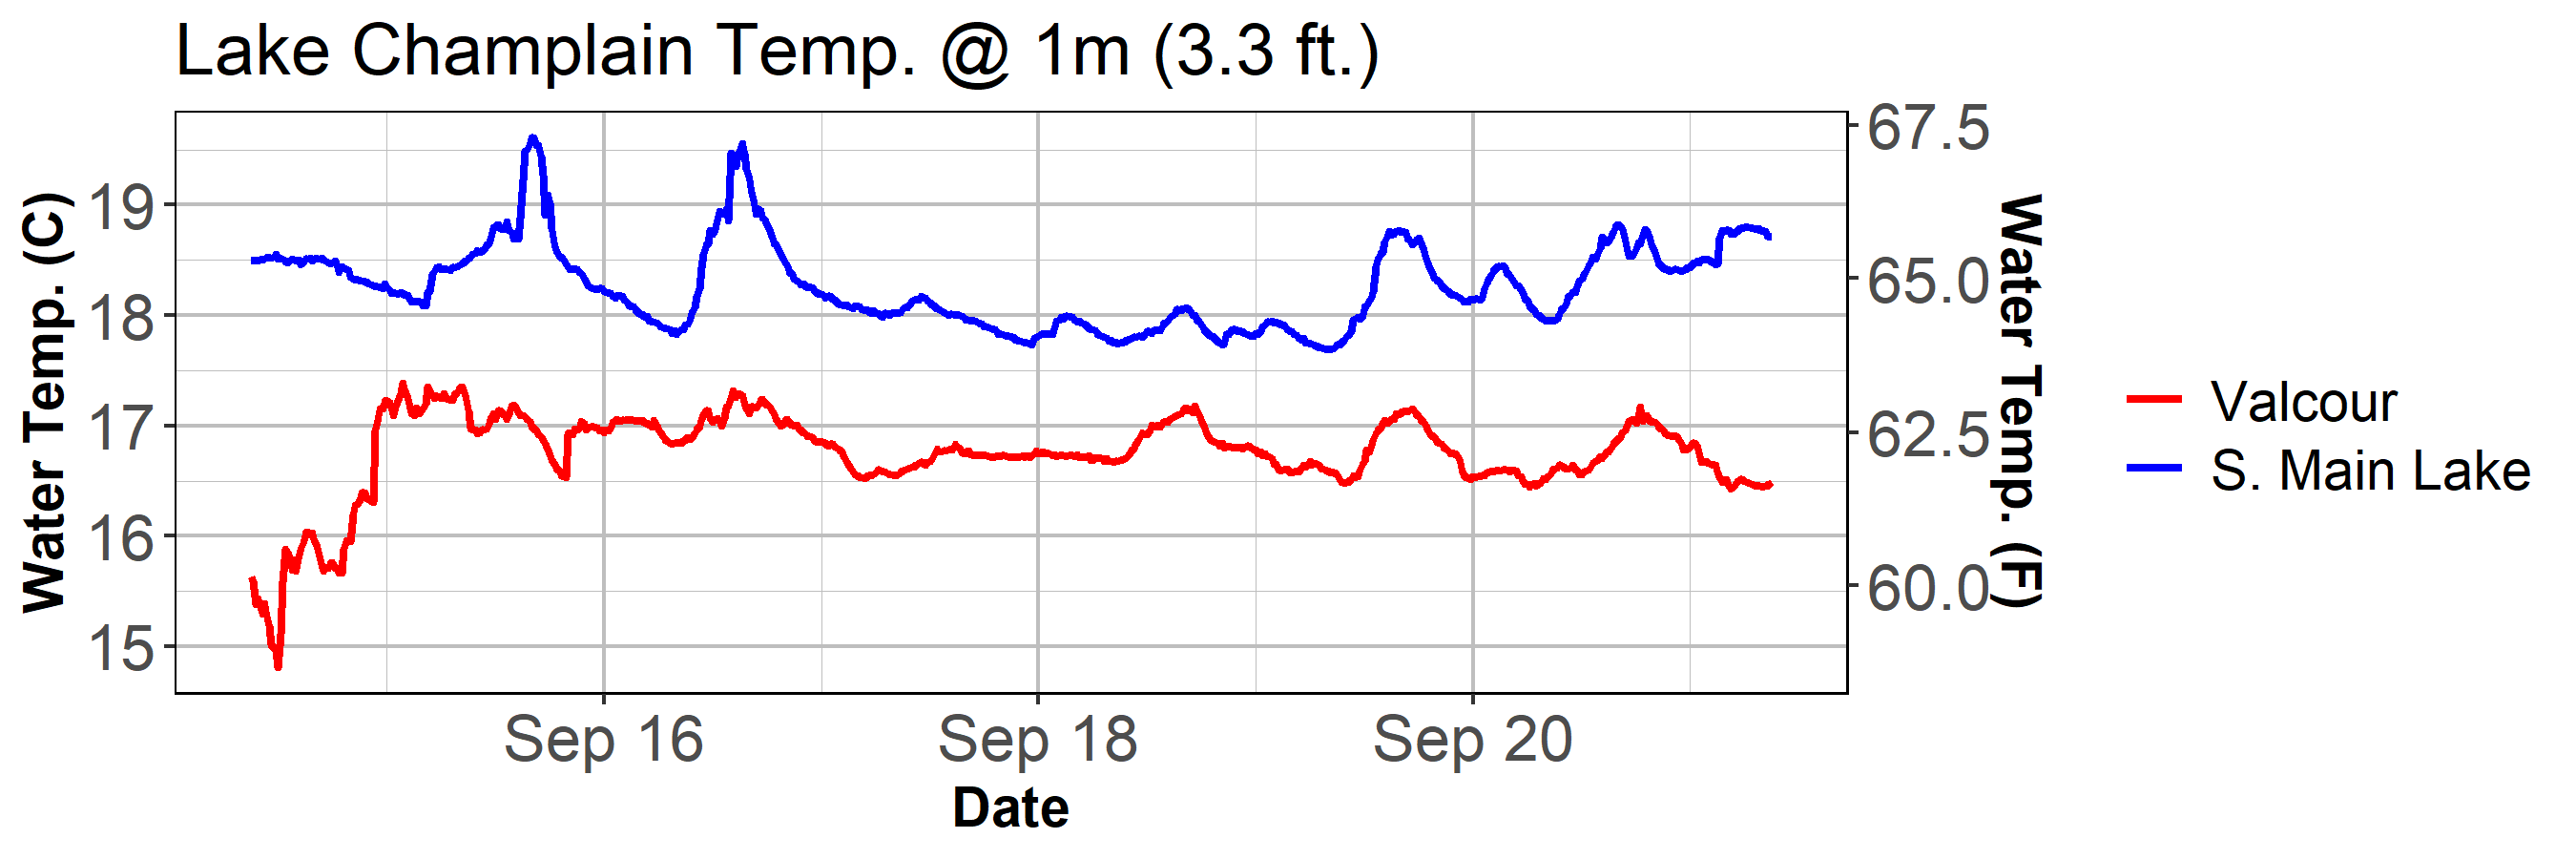 Lake Champlain Temp. @ 1m (3.3 ft.)
Water Temp. (C)
19
18
17
16
15
67.5
65.0
62.5
60.0
Water Temp. (F)
Sep 16
Sep 18
Sep 20
Date
Valcour
S. Main Lake